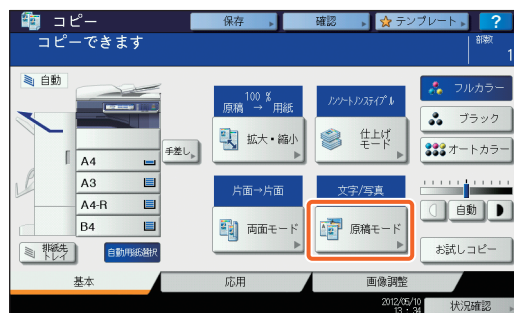 コピー
保存
確認
テンプレート
?
コピーできます
部数
1
自動
100 %
原稿 → 用紙
ノンソート/ノンステイプル
フルカラー
拡大・縮小
仕上げ
モード
ブラック
オートカラー
手差し
A4
A3
A4-R
B4
片面→片面
文字/写真
両面モード
原稿モード
自動
排紙先
トレイ
自動用紙選択
お試しコピー
基本
応用
画像調整
2012/05/10
13 : 34
状況確認